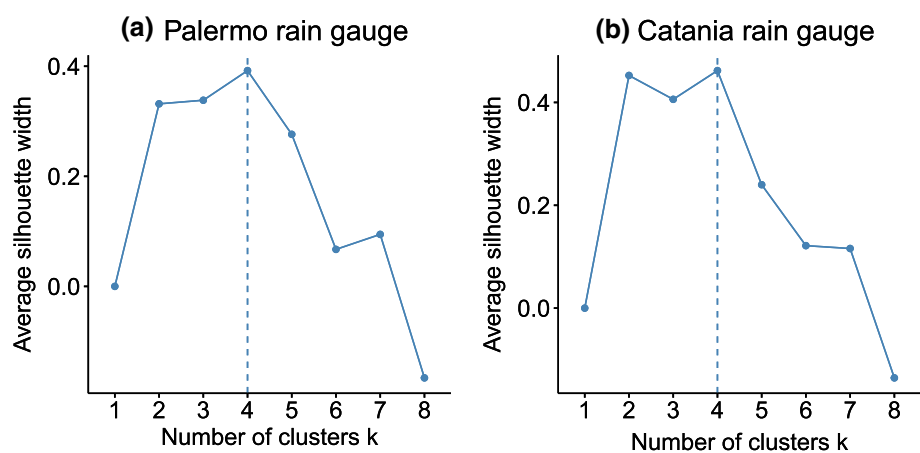 (a) Palermo rain gauge
Average silhouette width
0.4
0.2
0.0
1 2 3 4 5 6 7 8
Number of clusters k
(b) Catania rain gauge
Average silhouette width
0.4
0.2
0.0
1 2 3 4 5 6 7 8
Number of clusters k